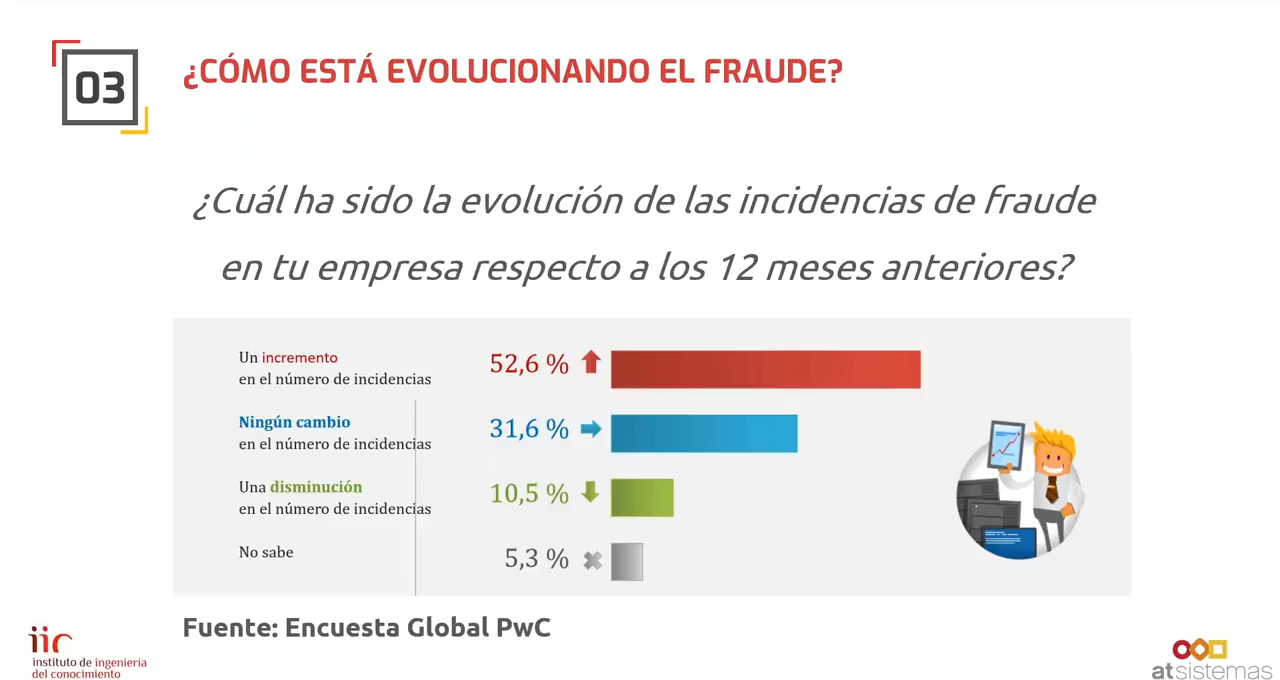 03
¿CÓMO ESTÁ EVOLUCIONANDO EL FRAUDE?
¿Cuál ha sido la evolución de las incidencias de fraude
en tu empresa respecto a los 12 meses anteriores?
Un incremento
en el número de incidencias
52,6 %
Ningún cambio
en el número de incidencias
31,6 %
Una disminución
en el número de incidencias
10,5 %
No sabe
5,3 %
Fuente: Encuesta Global PwC
iic
instituto de ingeniería
del conocimiento
atsistemas